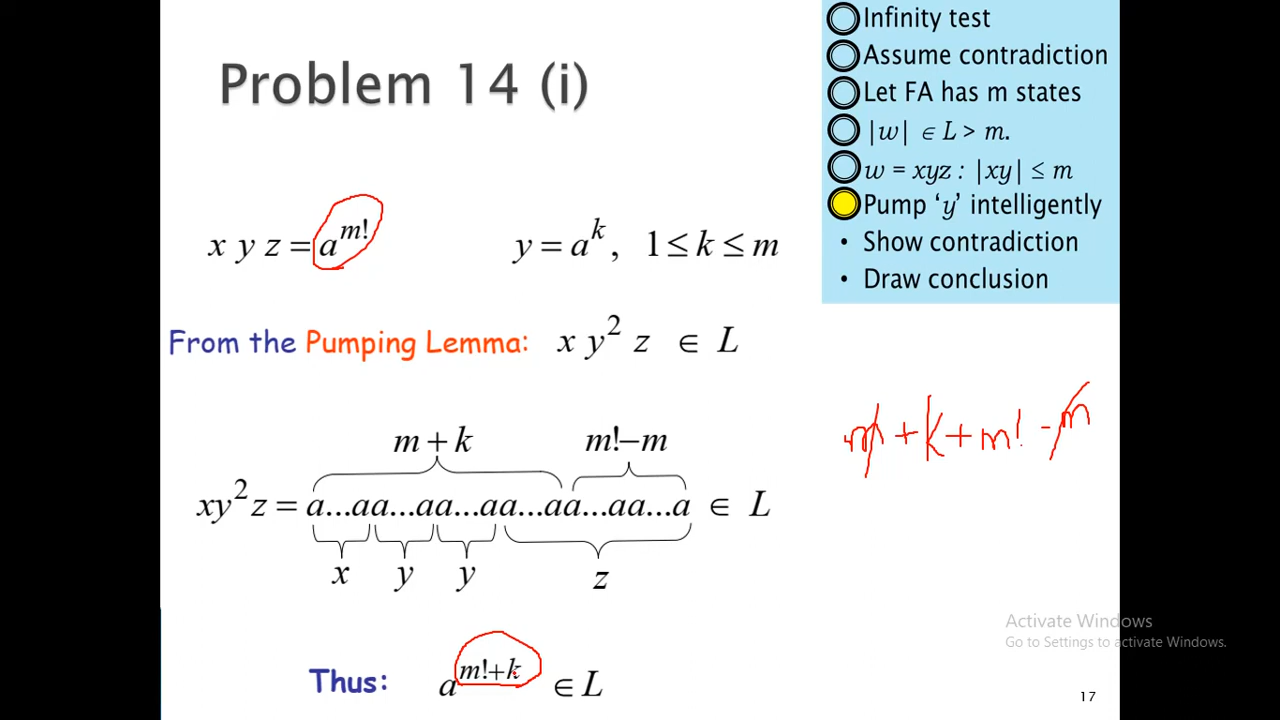 Problem 14 (i)
Infinity test
Assume contradiction
Let FA has m states
|w| ∈ L > m.
w = xyz : |xy| ≤ m
Pump ‘y’ intelligently
• Show contradiction
• Draw conclusion
x y z = a^{m!}    y = a^k , 1 ≤ k ≤ m
From the Pumping Lemma: x y^2 z ∈ L
m + k    m!−m
m + k + m! - m
xy^2z = a...aa...aa...aa...aa...aa...a ∈ L
x y y z
Thus: a^{m!+k} ∈ L
Activate Windows
Go to Settings to activate Windows.
17